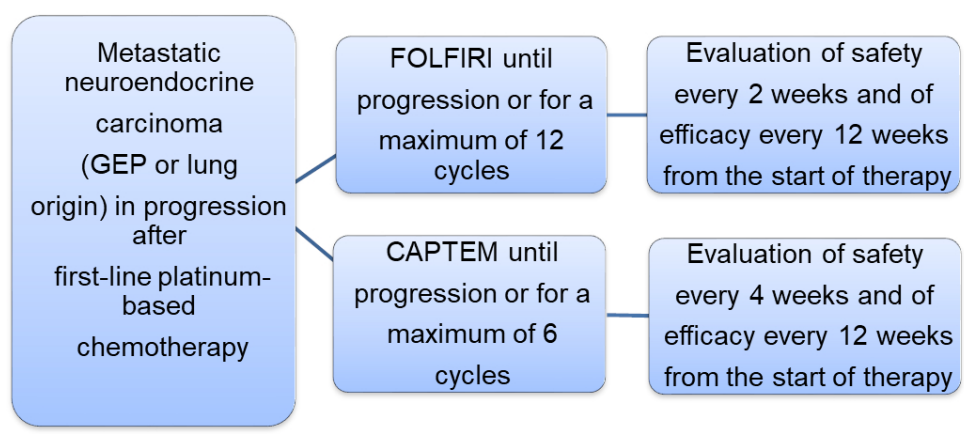 Metastatic
neuroendocrine
carcinoma
(GEP or lung
origin) in progression
after
first-line platinum-
based
chemotherapy
FOLFIRI until
progression or for a
maximum of 12
cycles
Evaluation of safety
every 2 weeks and of
efficacy every 12 weeks
from the start of therapy
CAPTEM until
progression or for a
maximum of 6
cycles
Evaluation of safety
every 4 weeks and of
efficacy every 12 weeks
from the start of therapy